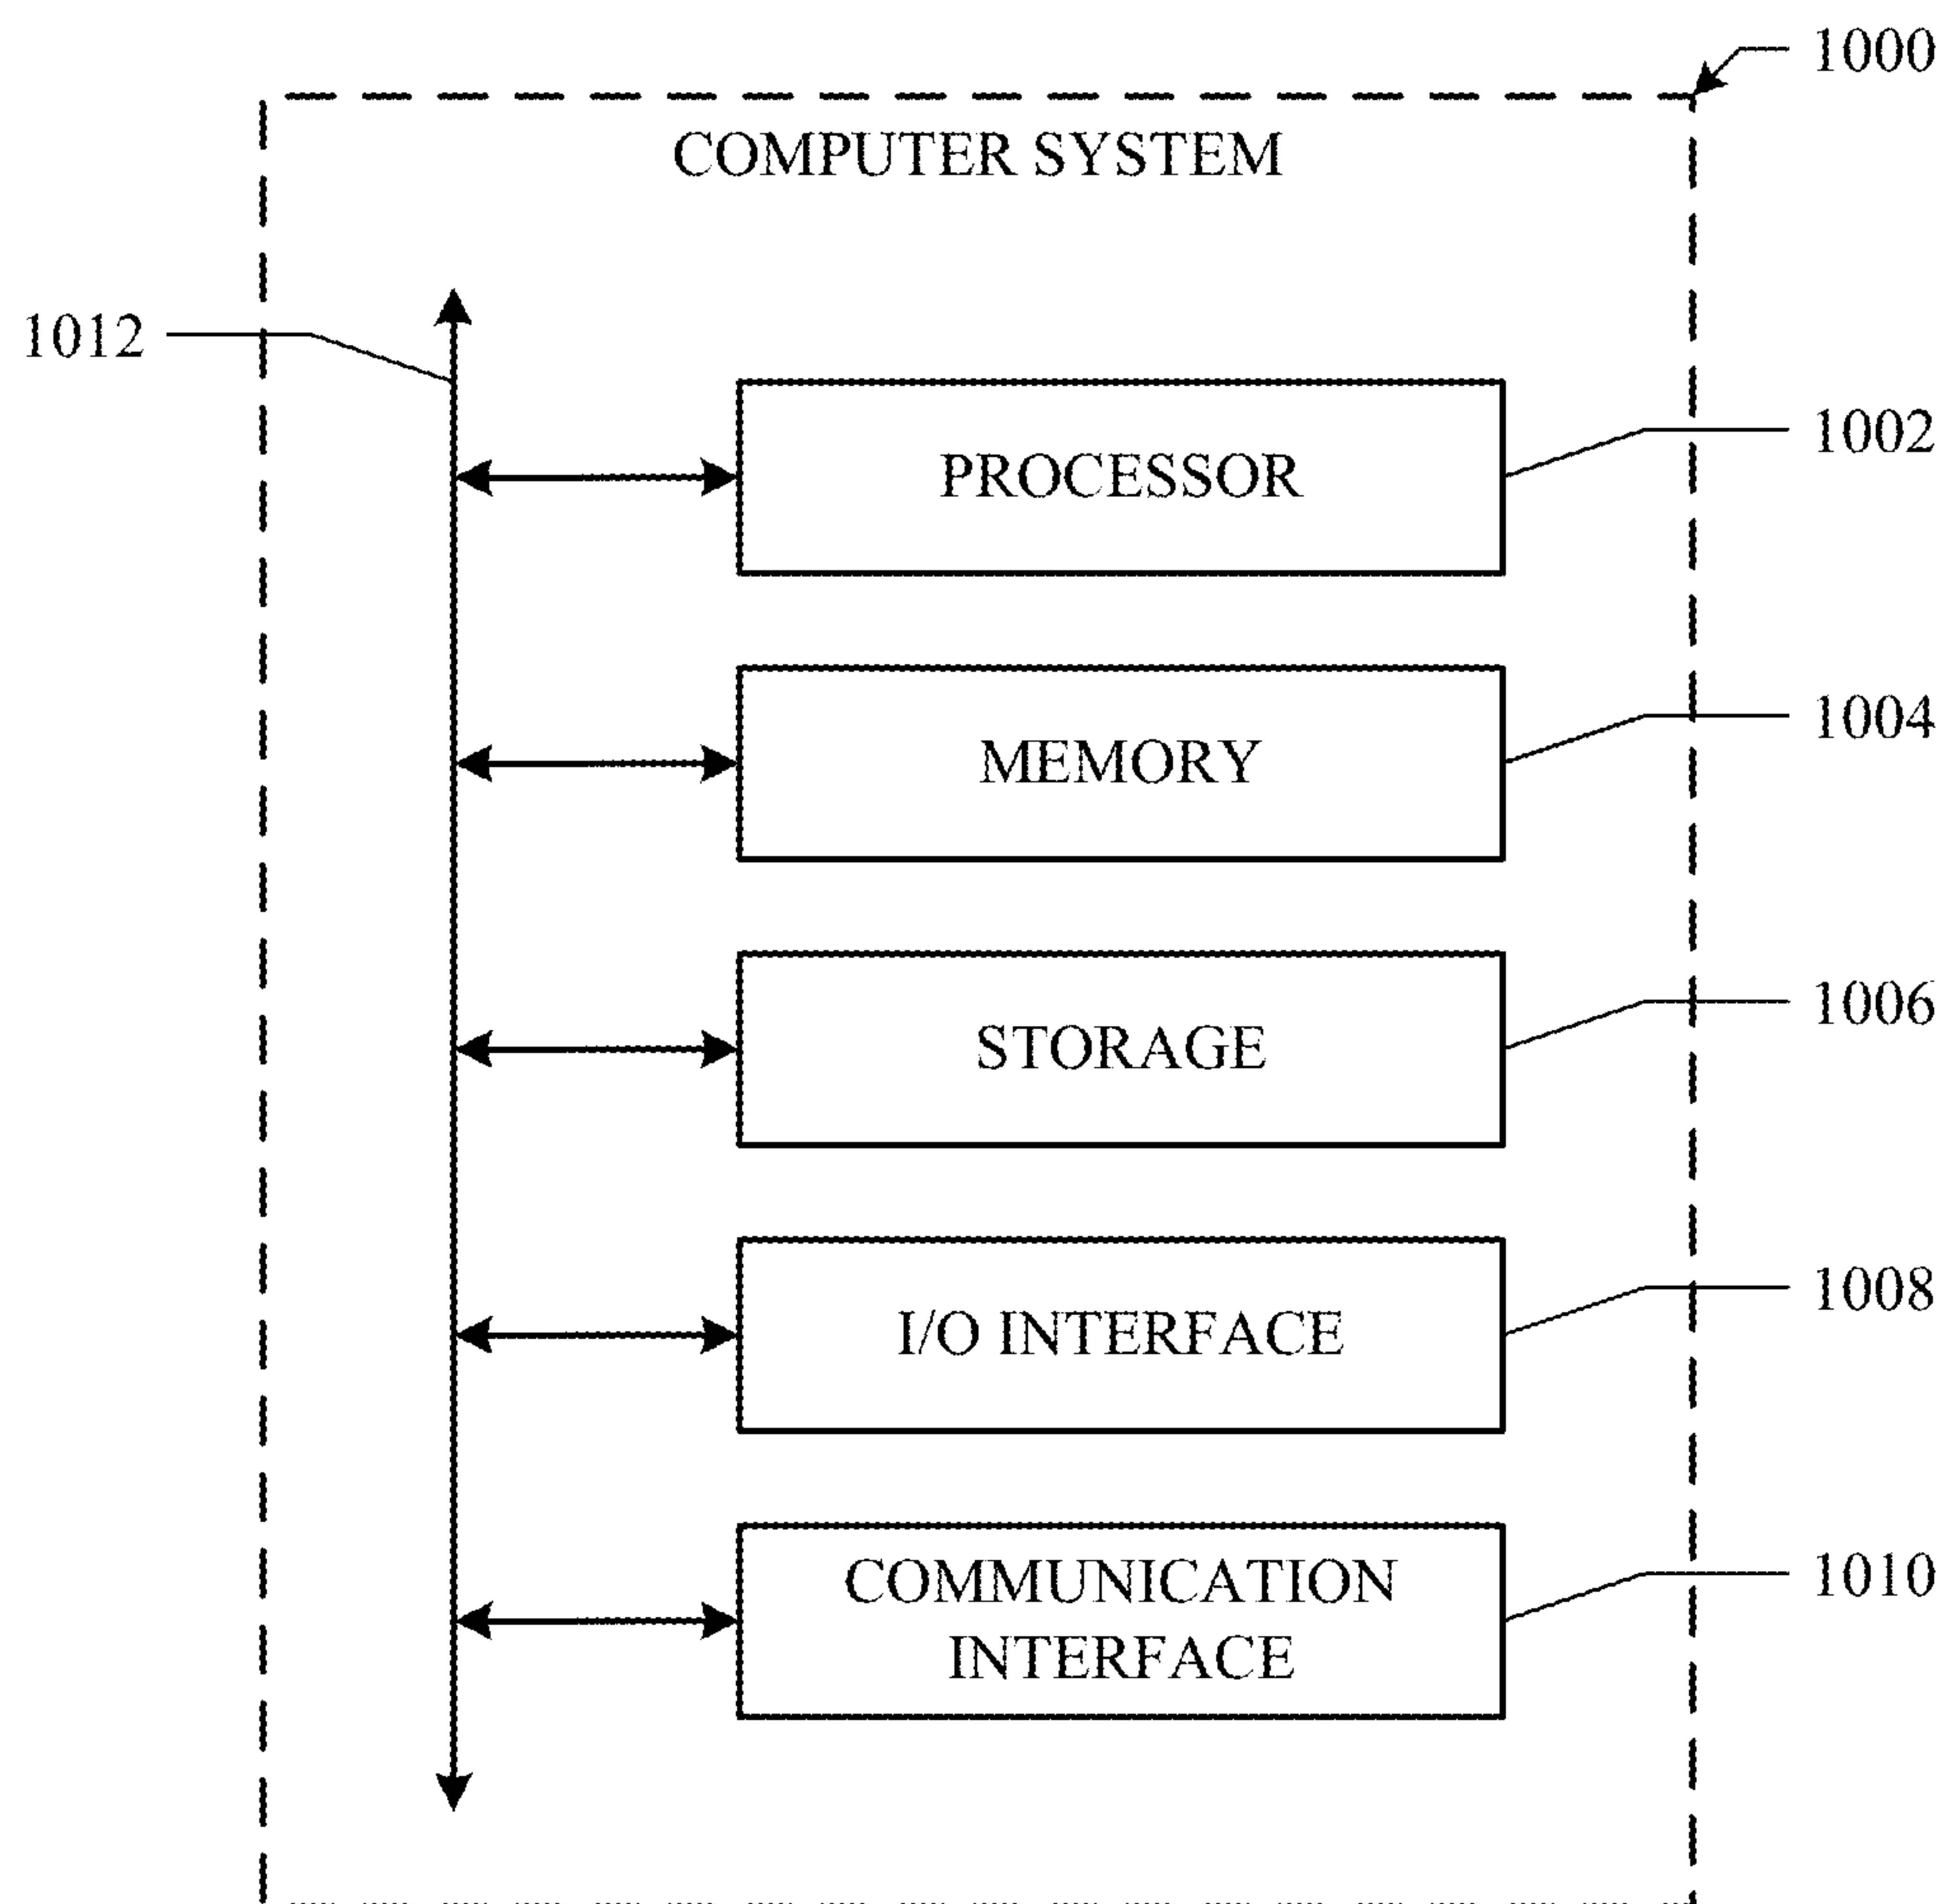 1000
COMPUTER SYSTEM
1012
1002
PROCESSOR
1004
MEMORY
1006
STORAGE
1008
I/O INTERFACE
1010
COMMUNICATION
INTERFACE